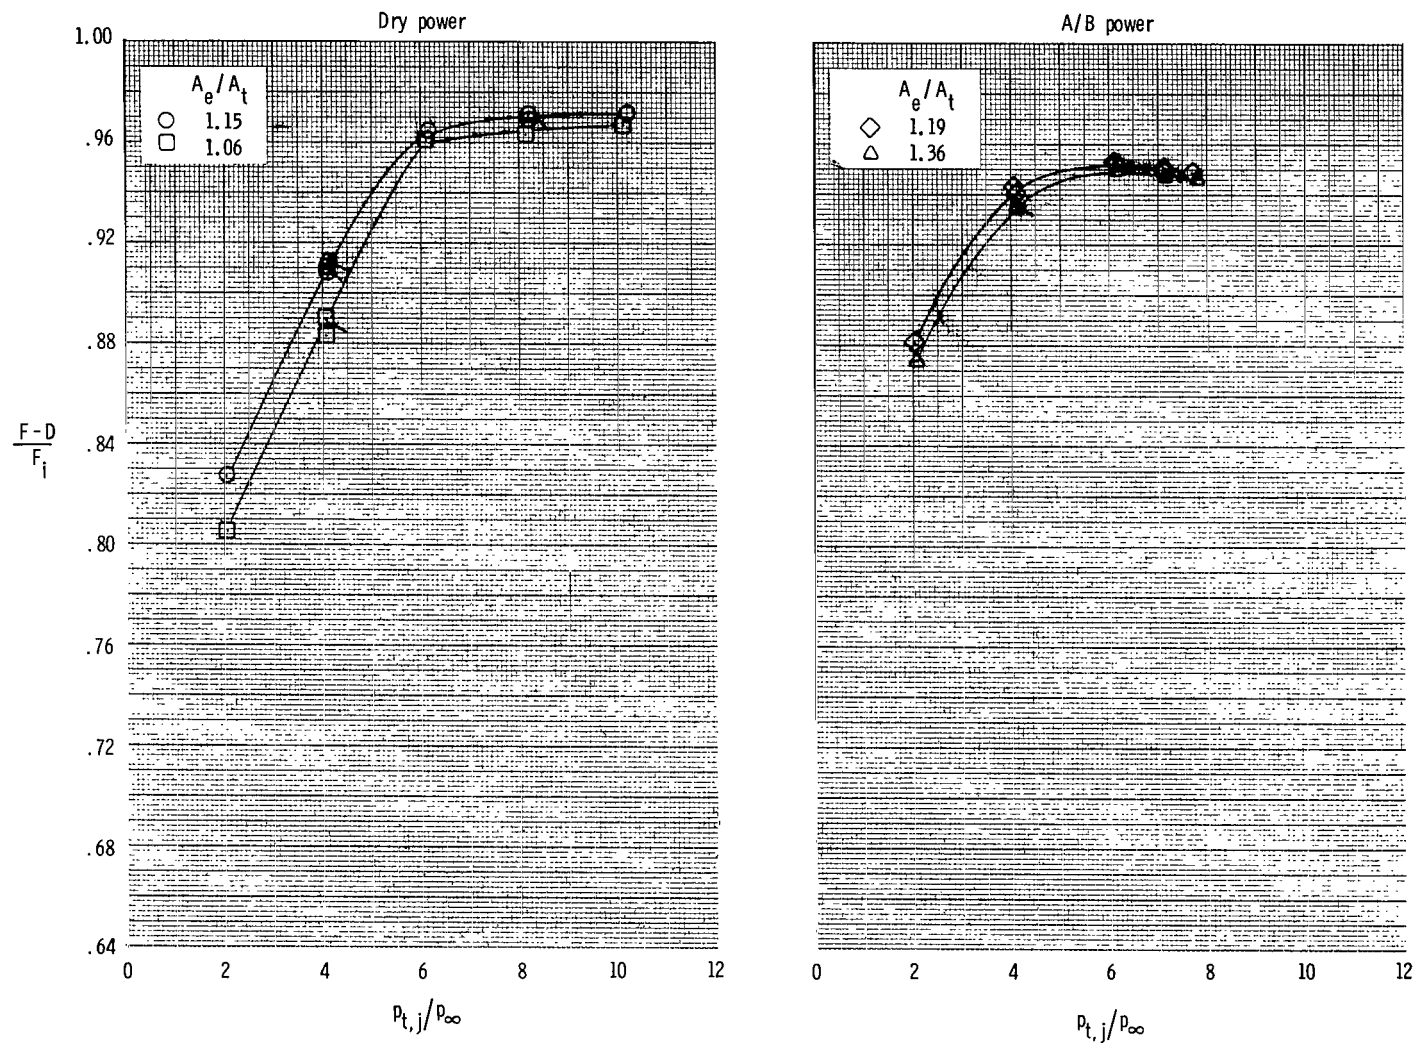 Dry power
A/B power
1.00
.96
.92
.88
.84
.80
.76
.72
.68
.64
F-D
F_i
A_e/A_t
1.15
1.06
A_e/A_t
1.19
1.36
0 2 4 6 8 10 12
0 2 4 6 8 10 12
p_t,j/p_∞
p_t,j/p_∞